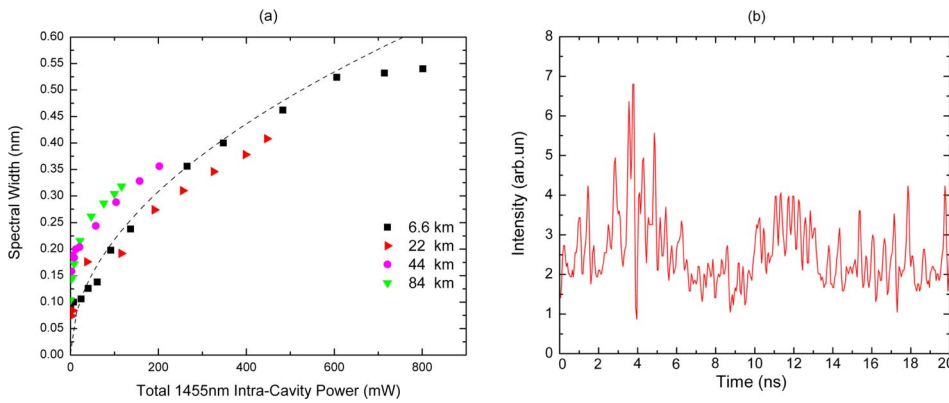 (a)
Spectral Width (nm)
0.60
0.55
0.50
0.45
0.40
0.35
0.30
0.25
0.20
0.15
0.10
0.05
0.00
0 200 400 600 800
Total 1455nm Intra-Cavity Power (mW)
6.6 km
22 km
44 km
84 km
(b)
Intensity (arb.un)
8
7
6
5
4
3
2
1
0
0 2 4 6 8 10 12 14 16 18 20
Time (ns)